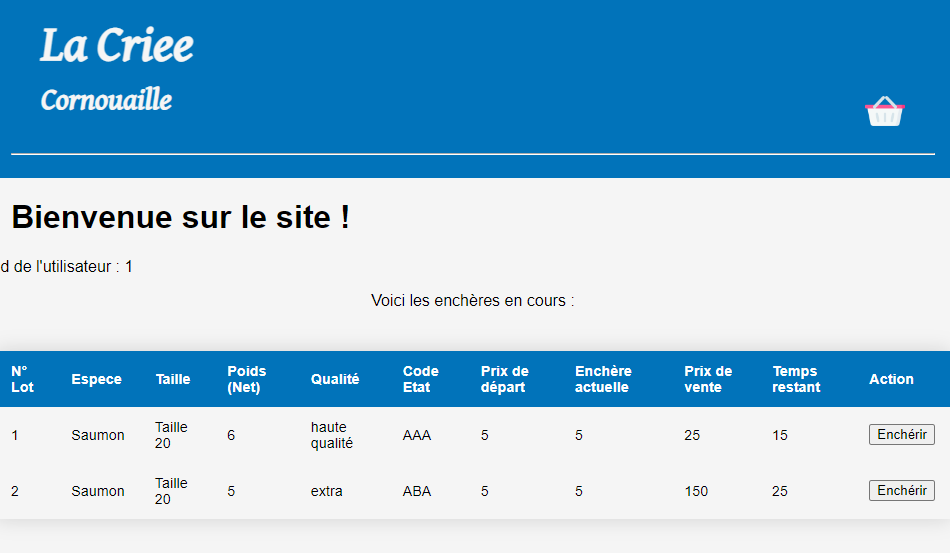 La Criee
Cornouaille
Bienvenue sur le site !
d de l'utilisateur : 1
Voici les enchères en cours :
N° Lot Espece Taille Poids (Net) Qualité Code Etat Prix de départ Enchère actuelle Prix de vente Temps restant Action
1 Saumon Taille 20 6 haute qualité AAA 5 5 25 15 Enchérir
2 Saumon Taille 20 5 extra ABA 5 5 150 25 Enchérir